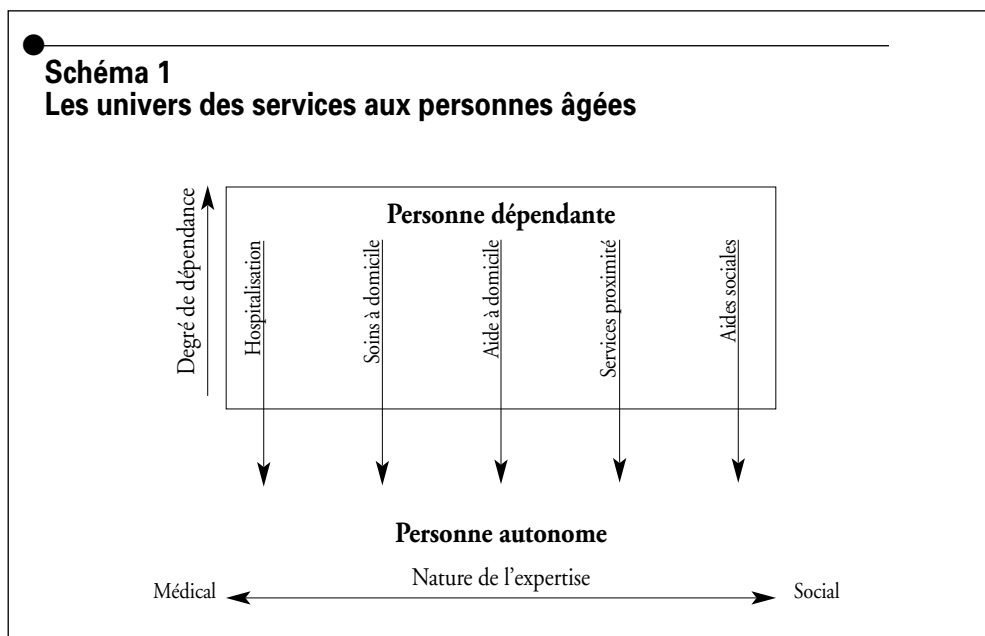 Schéma 1
Les univers des services aux personnes âgées
Degré de dépendance
Personne dépendante
Hospitalisation
Soins à domicile
Aide à domicile
Services proximité
Aides sociales
Personne autonome
Nature de l’expertise
Médical
Social